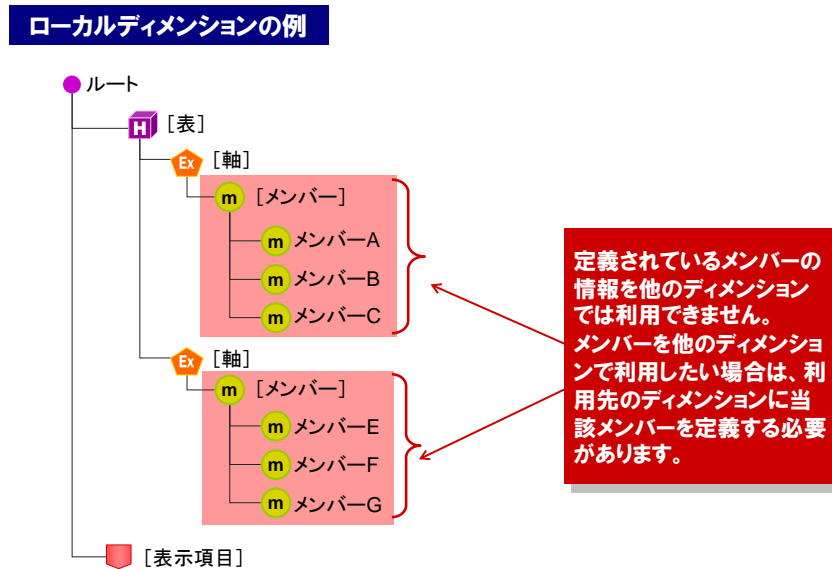 ローカルディメンションの例
ルート
H [表]
Ex [軸]
m [メンバー]
m メンバーA
m メンバーB
m メンバーC
Ex [軸]
m [メンバー]
m メンバーE
m メンバーF
m メンバーG
[表示項目]
定義されているメンバーの
情報を他のディメンション
では利用できません。
メンバーを他のディメンショ
ンで利用したい場合は、利
用先のディメンションに当
該メンバーを定義する必要
があります。